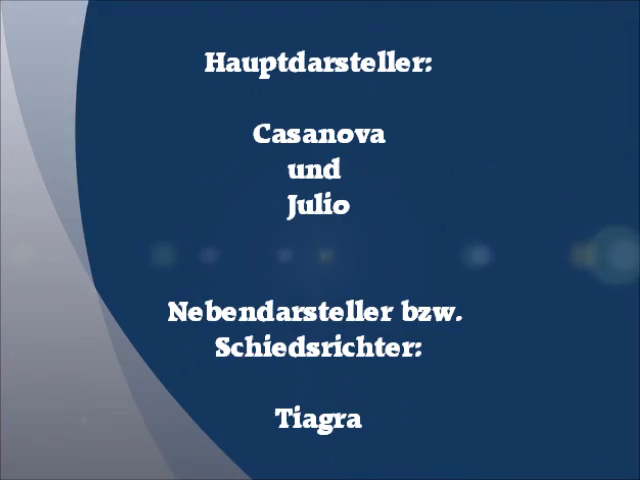 Hauptdarsteller:
Casanova
und
Julio
Nebendarsteller bzw.
Schiedsrichter:
Tiagra